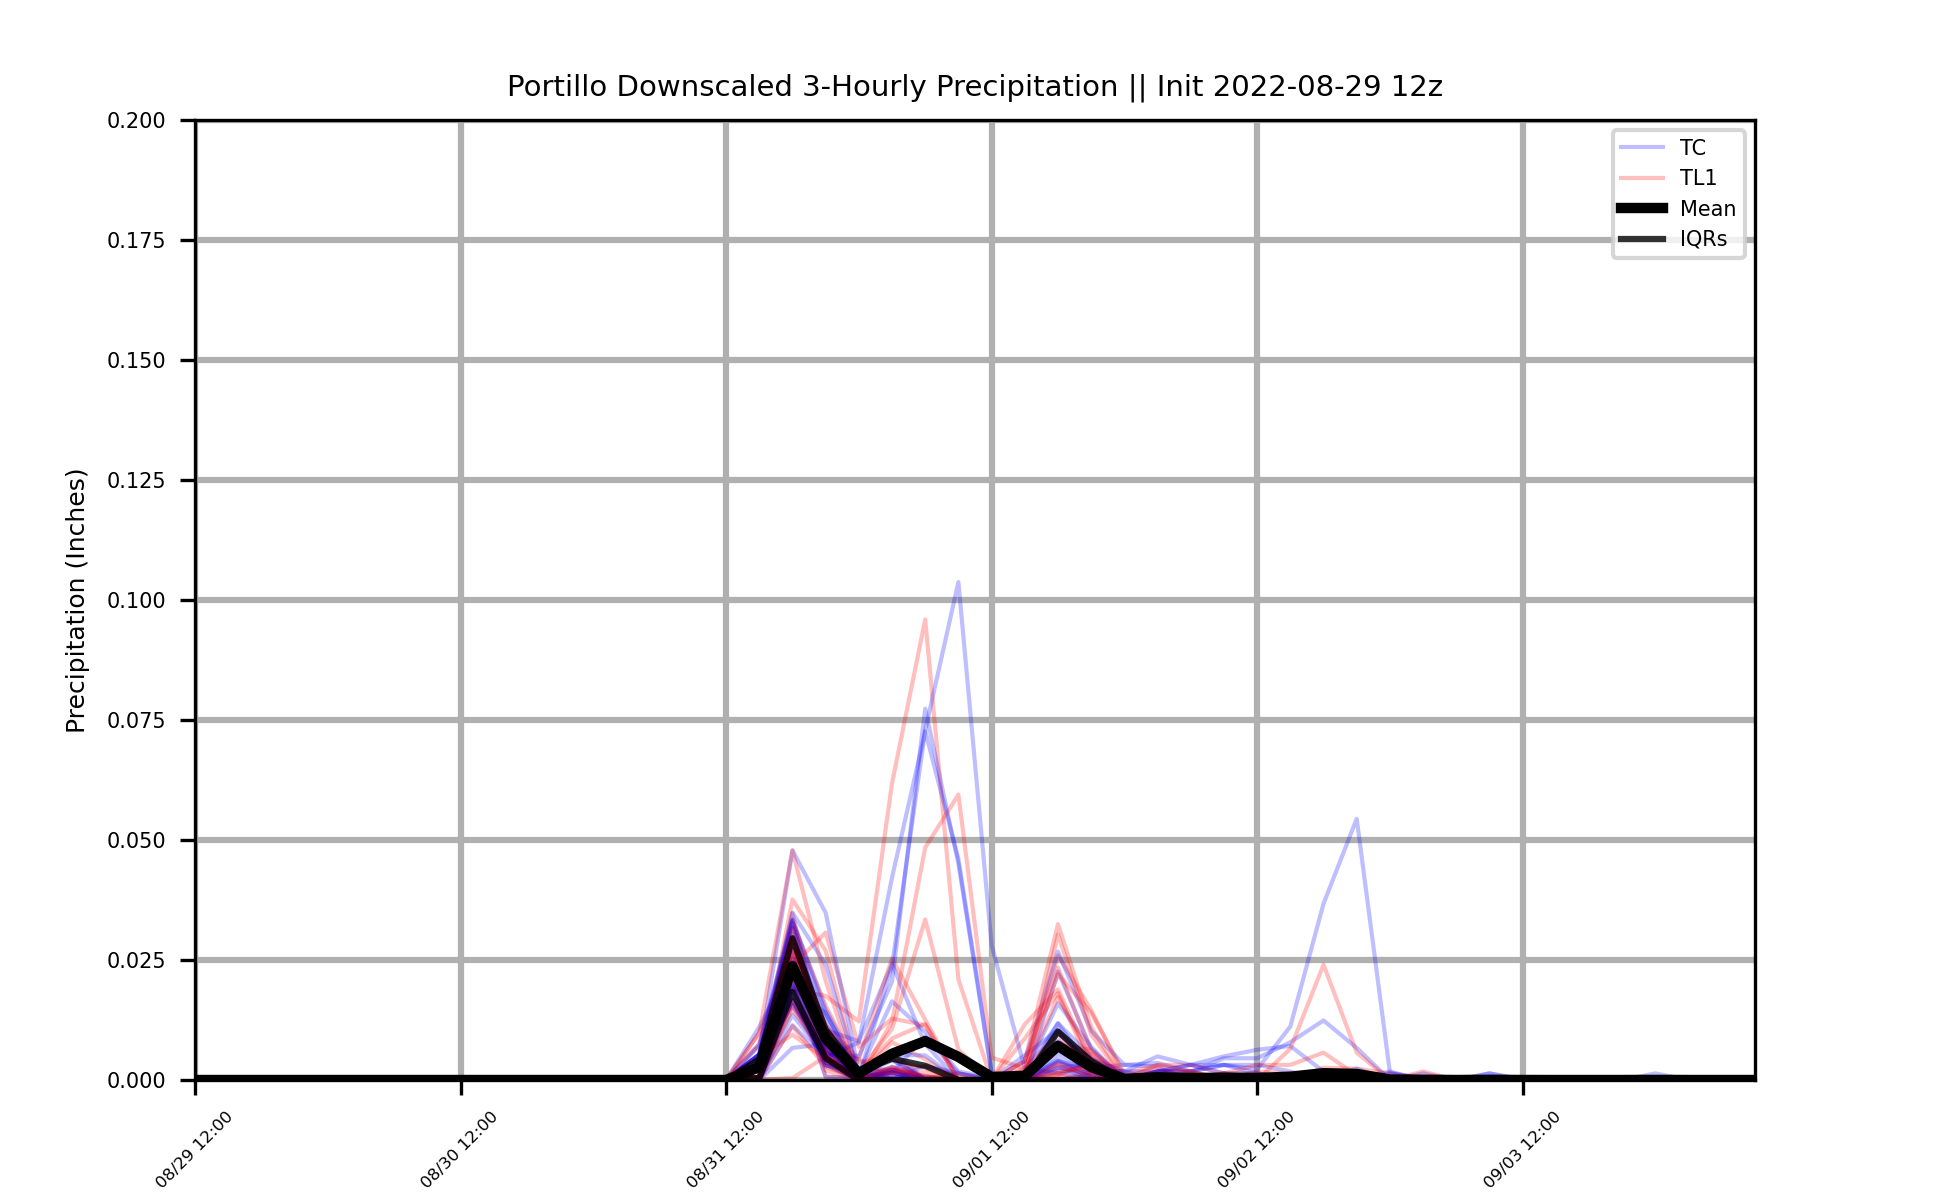 Portillo Downscaled 3-Hourly Precipitation || Init 2022-08-29 12z
0.200
0.175
0.150
0.125
0.100
0.075
0.050
0.025
0.000
Precipitation (Inches)
TC
TL1
Mean
IQRs
08/29 12:00
08/30 12:00
08/31 12:00
09/01 12:00
09/02 12:00
09/03 12:00